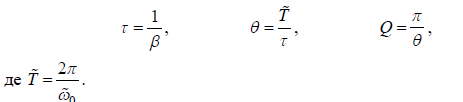 τ = 1/β, θ = T̃/τ, Q = π/θ,
де T̃ = 2π/ω̃₀.